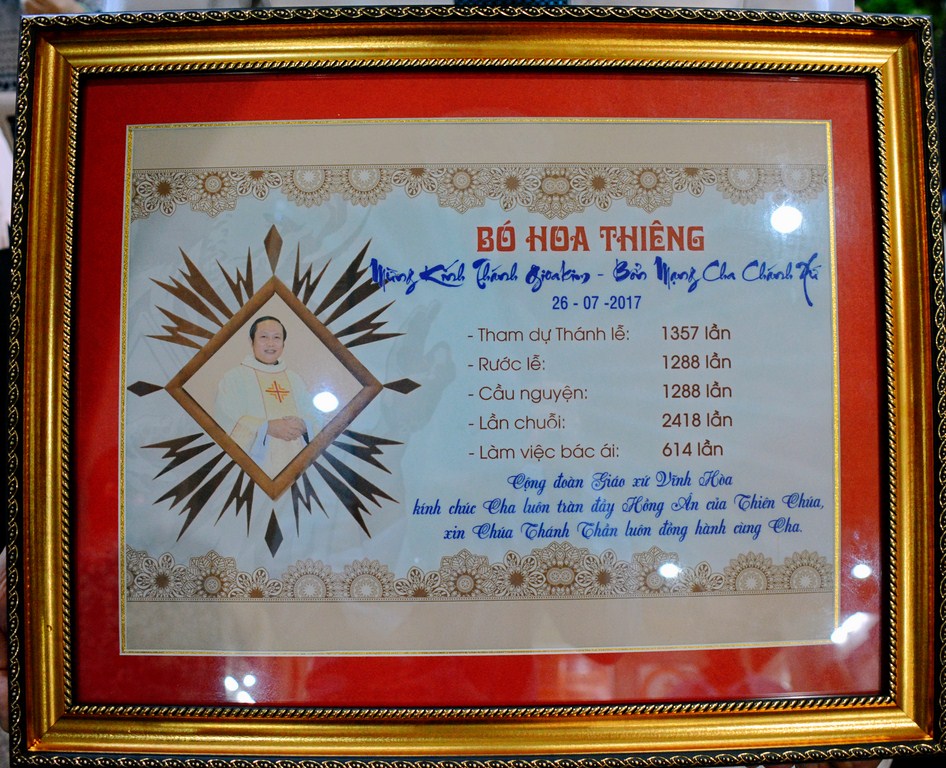 BÓ HOA THIÊNG
Mừng Kính Thánh Gioakim - Bổn Mạng Cha Chánh Xứ
26 - 07 -2017
- Tham dự Thánh lễ: 1357 lần
- Rước lễ: 1288 lần
- Cầu nguyện: 1288 lần
- Lần chuỗi: 2418 lần
- Làm việc bác ái: 614 lần
Cộng đoàn Giáo xứ Vĩnh Hòa
kính chúc Cha luôn tràn đầy Hồng Ân của Thiên Chúa,
xin Chúa Thánh Thần luôn đồng hành cùng Cha.